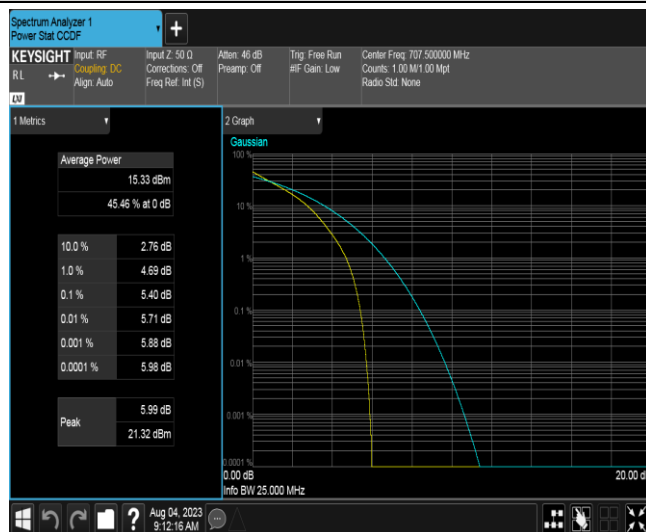 Spectrum Analyzer 1
Power Stat CCDF
+
KEYSIGHT
RL
Input: RF
Coupling: DC
Align: Auto
Input Z: 50 Ω
Corrections: Off
Freq Ref: Int (S)
Atten: 46 dB
Preamp: Off
Trig: Free Run
#IF Gain: Low
Center Freq: 707.500000 MHz
Counts: 1.00 M/1.00 Mpt
Radio Std: None
LXI
1 Metrics
Average Power
15.33 dBm
45.46 % at 0 dB
10.0 % 2.76 dB
1.0 % 4.69 dB
0.1 % 5.40 dB
0.01 % 5.71 dB
0.001 % 5.88 dB
0.0001 % 5.98 dB
Peak
5.99 dB
21.32 dBm
2 Graph
Gaussian
100 %
10 %
1 %
0.1 %
0.01 %
0.001 %
0.0001 %
0.00 dB
20.00 d
Info BW 25.000 MHz
?
Aug 04, 2023
9:12:16 AM